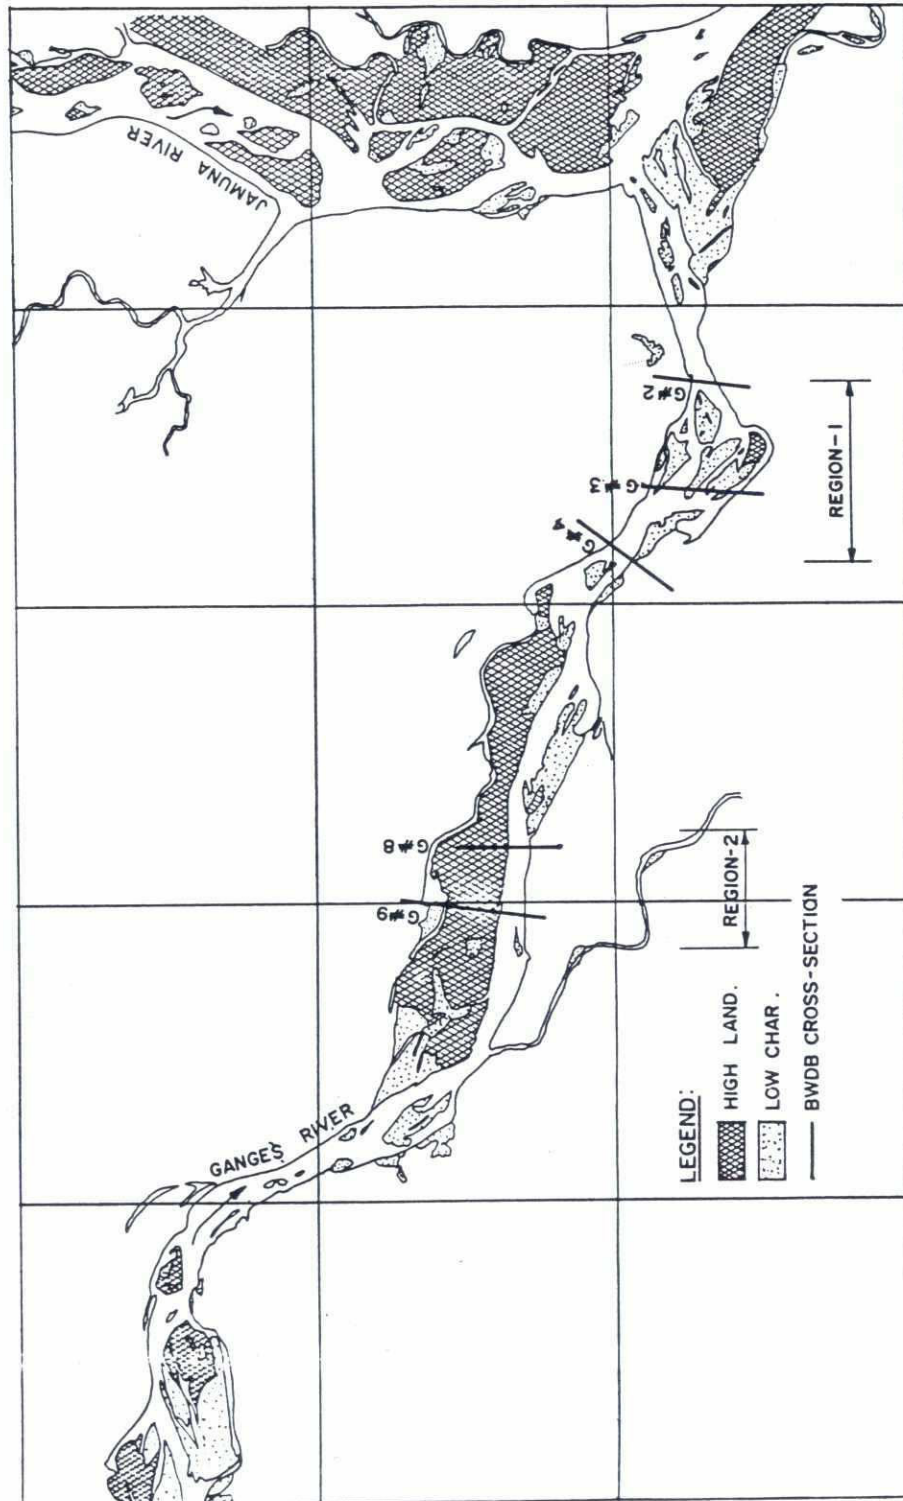 JAMUNA RIVER
GANGES RIVER
G#9
G#8
G#4
G#3
G#2
REGION-2
REGION-1
LEGEND:
HIGH LAND.
LOW CHAR.
BWDB CROSS-SECTION